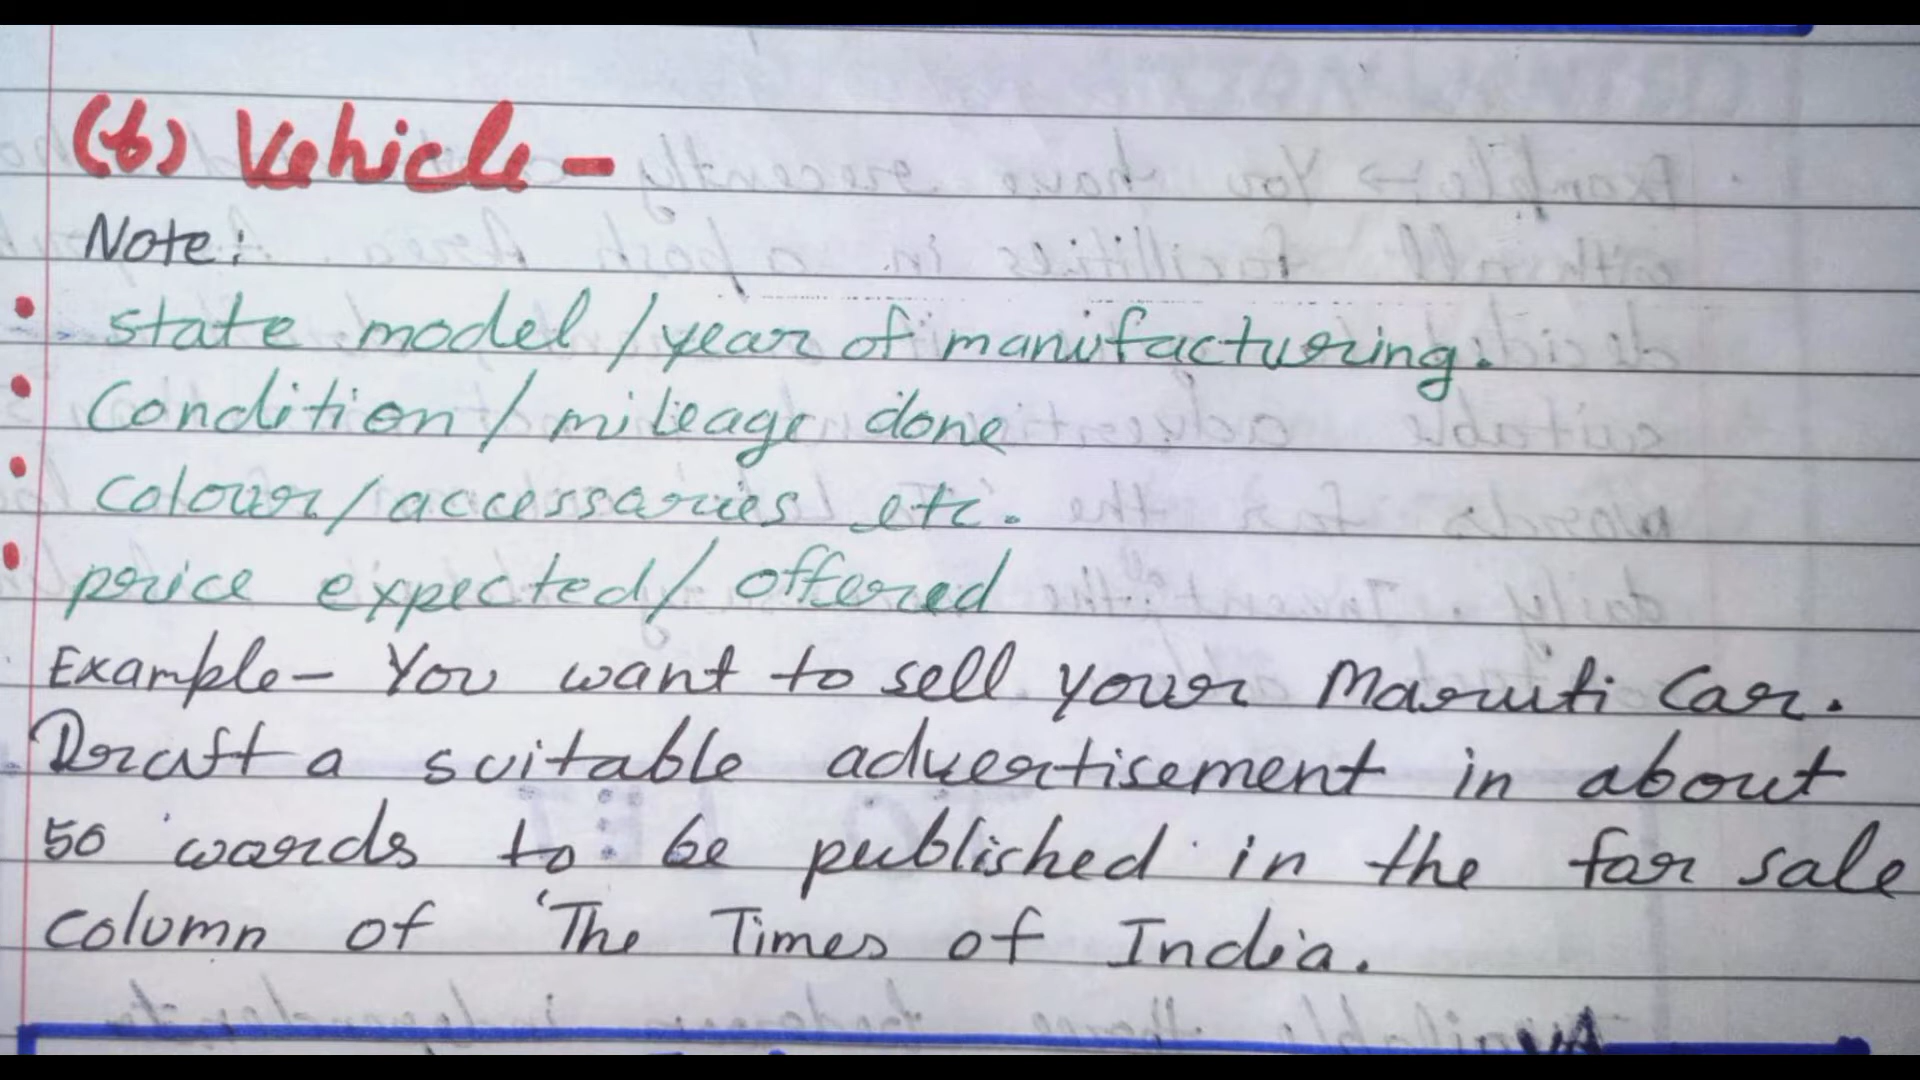 (b) Vehicle -
Note:
• state model / year of manufacturing.
• Condition / mileage done
• colour / accessaries etc.
• price expected / offered
Example - You want to sell your Maruti Car.
Draft a suitable advertisement in about
50 words to be published in the for sale
column of 'The Times of India.